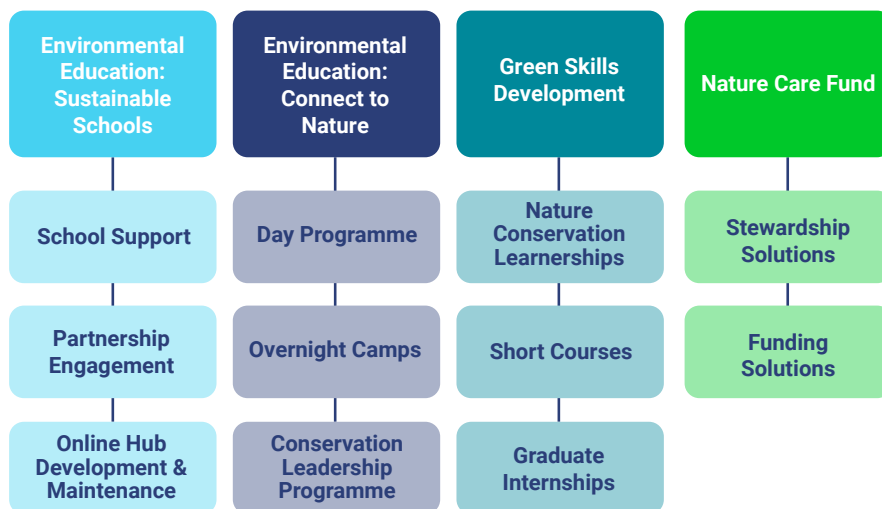 Environmental
Education:
Sustainable
Schools
Environmental
Education:
Connect to
Nature
Green Skills
Development
Nature Care Fund
School Support
Day Programme
Nature
Conservation
Learnerships
Stewardship
Solutions
Partnership
Engagement
Overnight Camps
Short Courses
Funding
Solutions
Online Hub
Development &
Maintenance
Conservation
Leadership
Programme
Graduate
Internships